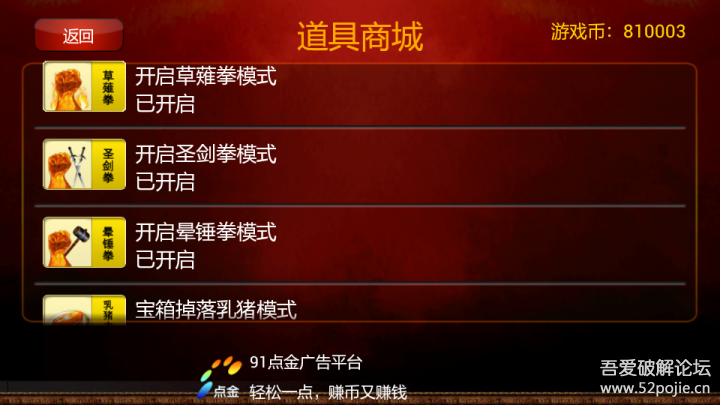 返回
道具商城
游戏币：810003
草薙拳
开启草薙拳模式
已开启
圣剑拳
开启圣剑拳模式
已开启
晕锤拳
开启晕锤拳模式
已开启
乳猪
宝箱掉落乳猪模式
点金
91点金广告平台
轻松一点，赚币又赚钱
吾爱破解论坛
www.52pojie.cn